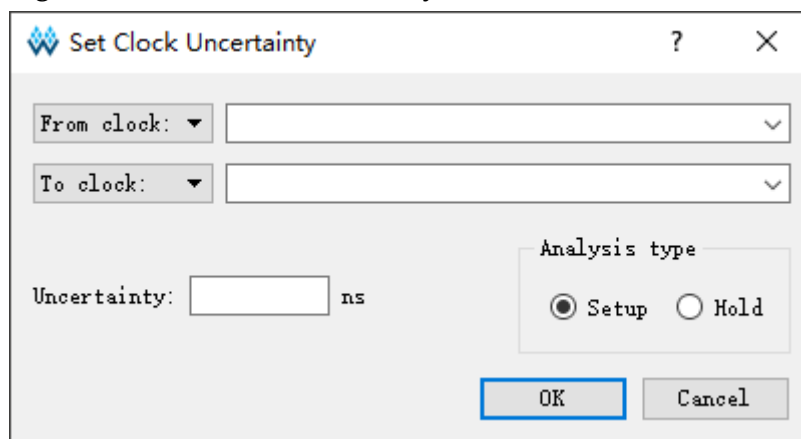 Set Clock Uncertainty ?
From clock:
To clock:
Analysis type
Uncertainty: ns
Setup Hold
OK Cancel